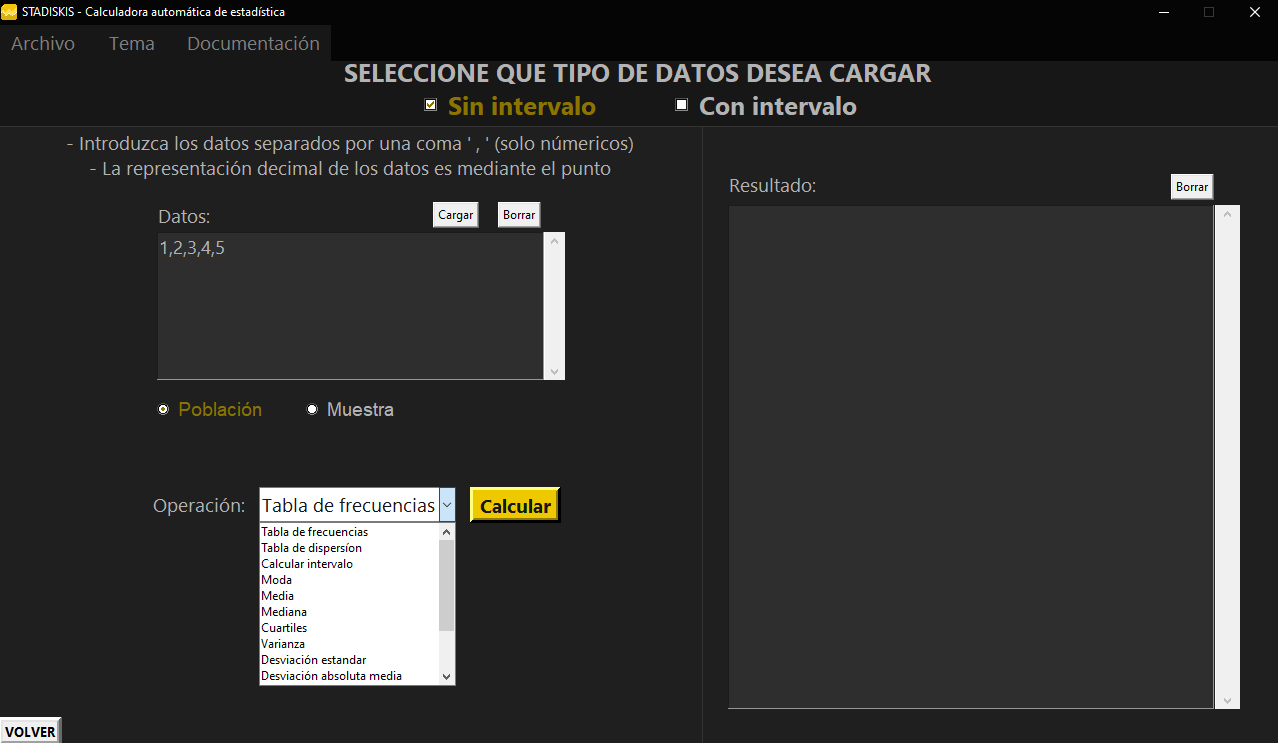 STADISKIS - Calculadora automática de estadística
Archivo Tema Documentación
SELECCIONE QUE TIPO DE DATOS DESEA CARGAR
Sin intervalo Con intervalo
- Introduzca los datos separados por una coma ' , ' (solo númericos)
- La representación decimal de los datos es mediante el punto
Datos: Cargar Borrar
1,2,3,4,5
Población Muestra
Operación: Tabla de frecuencias Calcular
Tabla de frecuencias
Tabla de dispersíon
Calcular intervalo
Moda
Media
Mediana
Cuartiles
Varianza
Desviación estandar
Desviación absoluta media
VOLVER
Resultado: Borrar